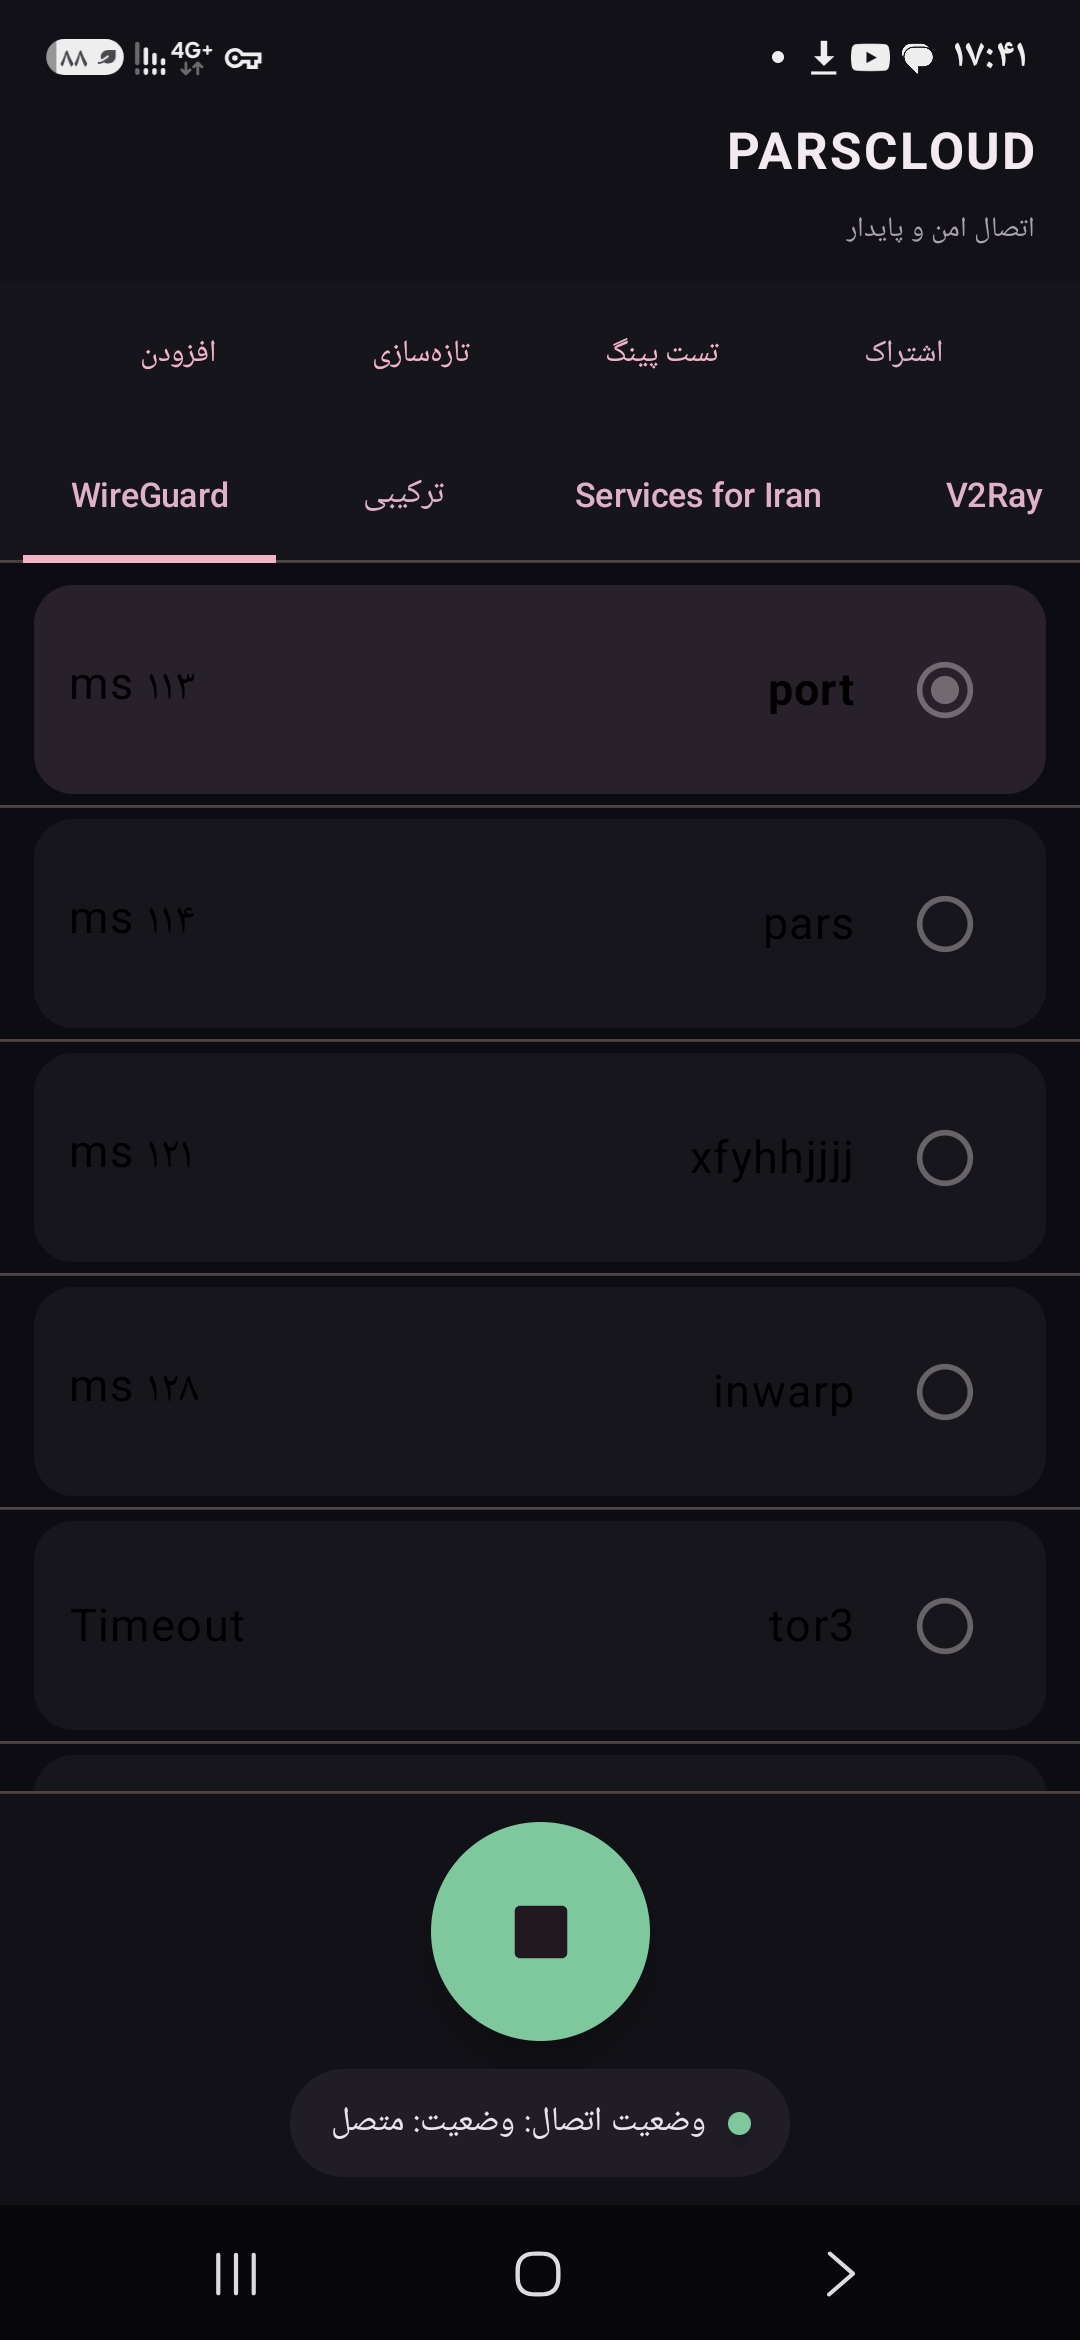 ۸۸ 4G+ ۱۷:۴۱
PARSCLOUD
اتصال امن و پایدار
اشتراک تست پینگ تازه‌سازی افزودن
WireGuard ترکیبی Services for Iran V2Ray
port ۱۱۳ ms
pars ۱۱۴ ms
xfyhhjjjj ۱۲۱ ms
inwarp ۱۲۸ ms
tor3 Timeout
وضعیت اتصال: وضعیت: متصل